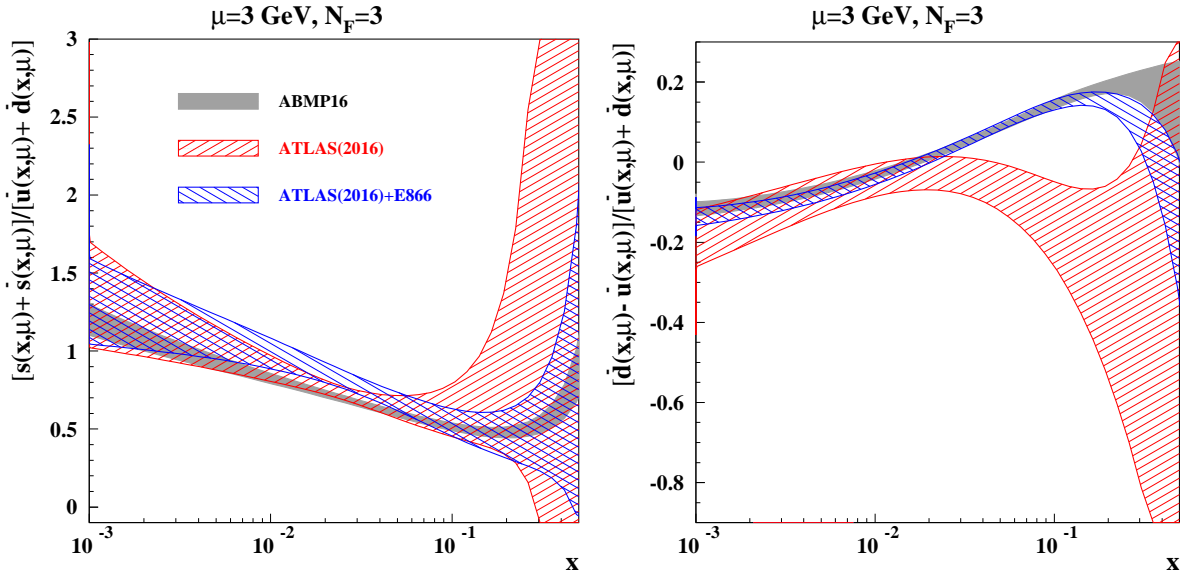 μ=3 GeV, N_F=3
[s(x,μ)+ s̄(x,μ)]/[ū(x,μ)+ d̄(x,μ)]
3
2.5
2
1.5
1
0.5
0
ABMP16
ATLAS(2016)
ATLAS(2016)+E866
10^-3
10^-2
10^-1
x
μ=3 GeV, N_F=3
[d̄(x,μ)- ū(x,μ)]/[ū(x,μ)+ d̄(x,μ)]
0.2
0
-0.2
-0.4
-0.6
-0.8
10^-3
10^-2
10^-1
x